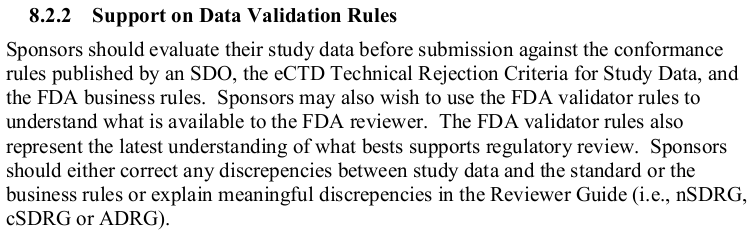 8.2.2 Support on Data Validation Rules
Sponsors should evaluate their study data before submission against the conformance
rules published by an SDO, the eCTD Technical Rejection Criteria for Study Data, and
the FDA business rules. Sponsors may also wish to use the FDA validator rules to
understand what is available to the FDA reviewer. The FDA validator rules also
represent the latest understanding of what bests supports regulatory review. Sponsors
should either correct any discrepancies between study data and the standard or the
business rules or explain meaningful discrepancies in the Reviewer Guide (i.e., nSDRG,
cSDRG or ADRG).